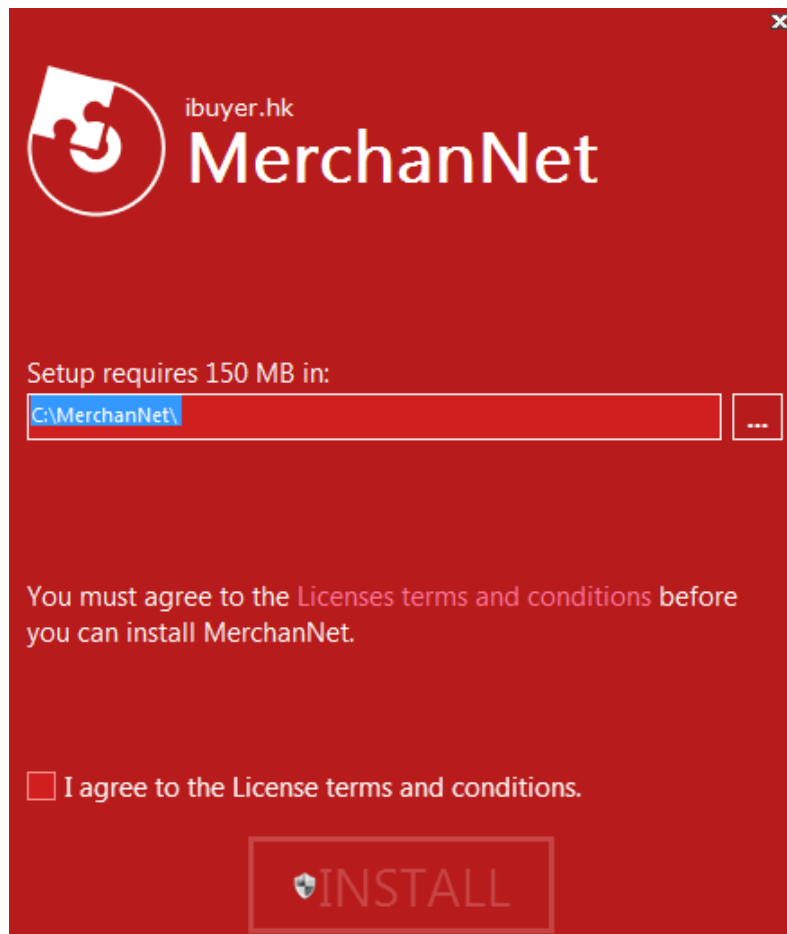 ibuyer.hk
MerchanNet
Setup requires 150 MB in:
C:\MerchanNet\
...
You must agree to the Licenses terms and conditions before
you can install MerchanNet.
I agree to the License terms and conditions.
INSTALL